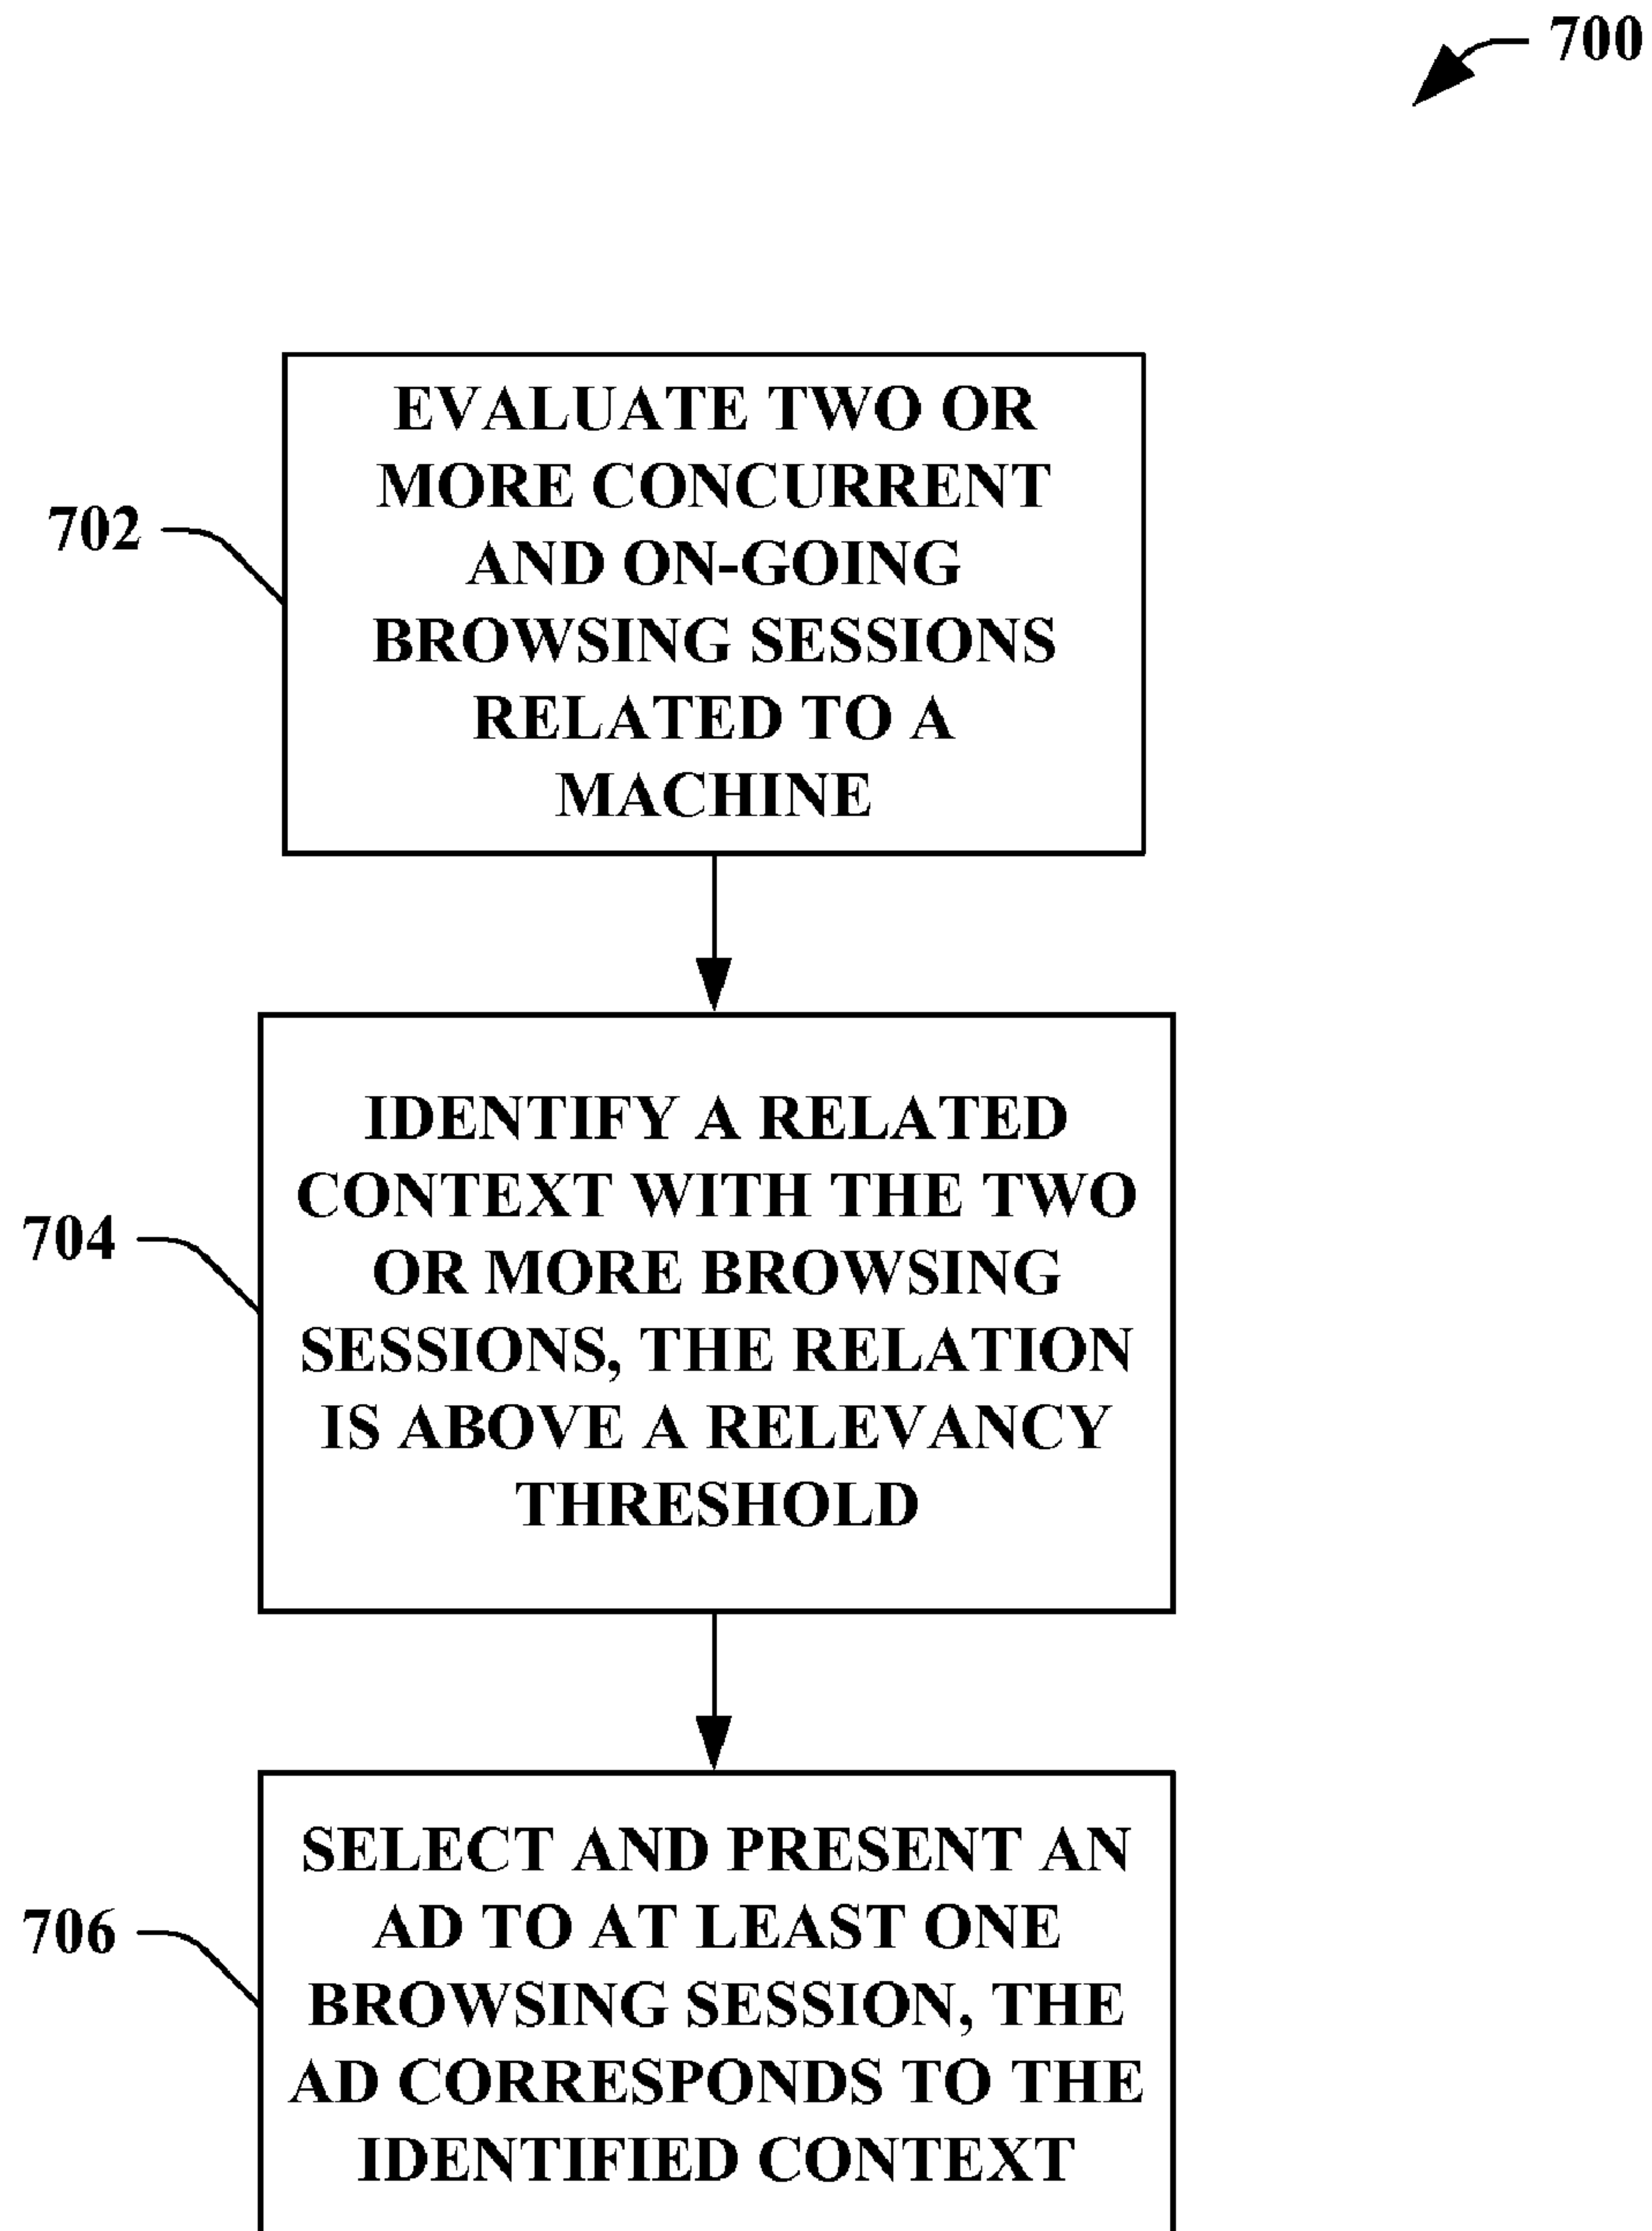 700
702
EVALUATE TWO OR
MORE CONCURRENT
AND ON-GOING
BROWSING SESSIONS
RELATED TO A
MACHINE
704
IDENTIFY A RELATED
CONTEXT WITH THE TWO
OR MORE BROWSING
SESSIONS, THE RELATION
IS ABOVE A RELEVANCY
THRESHOLD
706
SELECT AND PRESENT AN
AD TO AT LEAST ONE
BROWSING SESSION, THE
AD CORRESPONDS TO THE
IDENTIFIED CONTEXT